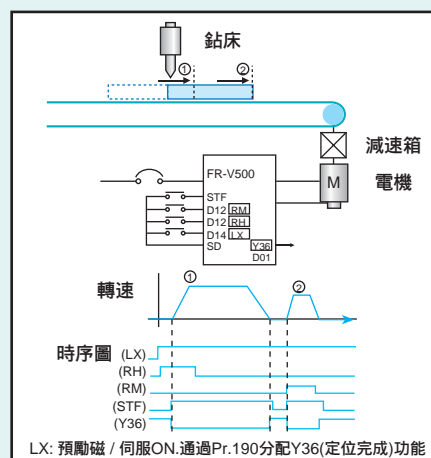 鉆床
① ②
減速箱
FR-V500
M
電機
STF
D12 RM
D12 RH
D14 LX
SD Y36
D01
轉速
① ②
時序圖 (LX)
(RH)
(RM)
(STF)
(Y36)
LX: 預勵磁 / 伺服ON.通過Pr.190分配Y36(定位完成)功能